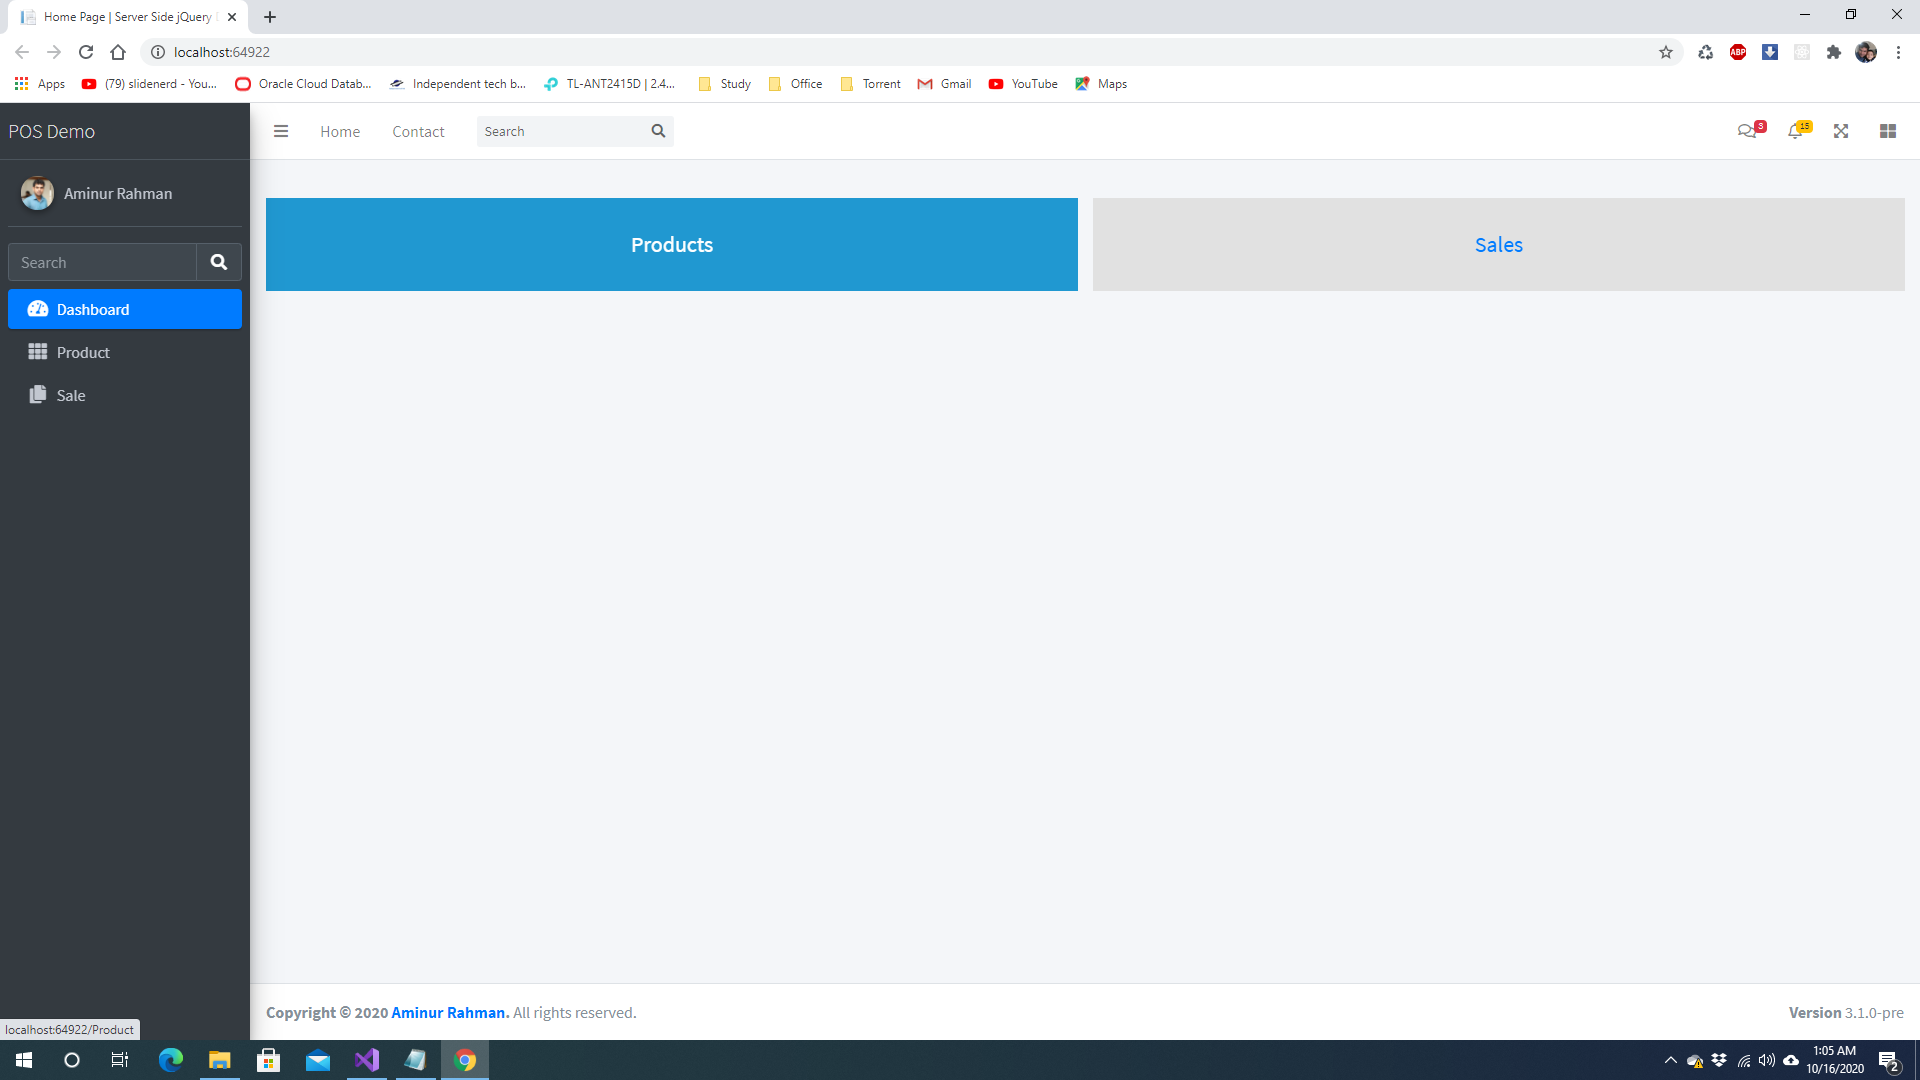 Home Page | Server Side jQuery
localhost:64922
Apps (79) slidenerd - You... Oracle Cloud Datab... Independent tech b... TL-ANT2415D | 2.4... Study Office Torrent Gmail YouTube Maps
POS Demo
Home Contact Search 3 15
Aminur Rahman
Search
Dashboard
Product
Sale
Products Sales
Copyright © 2020 Aminur Rahman. All rights reserved. Version 3.1.0-pre
localhost:64922/Product
1:05 AM
10/16/2020
2
ABP